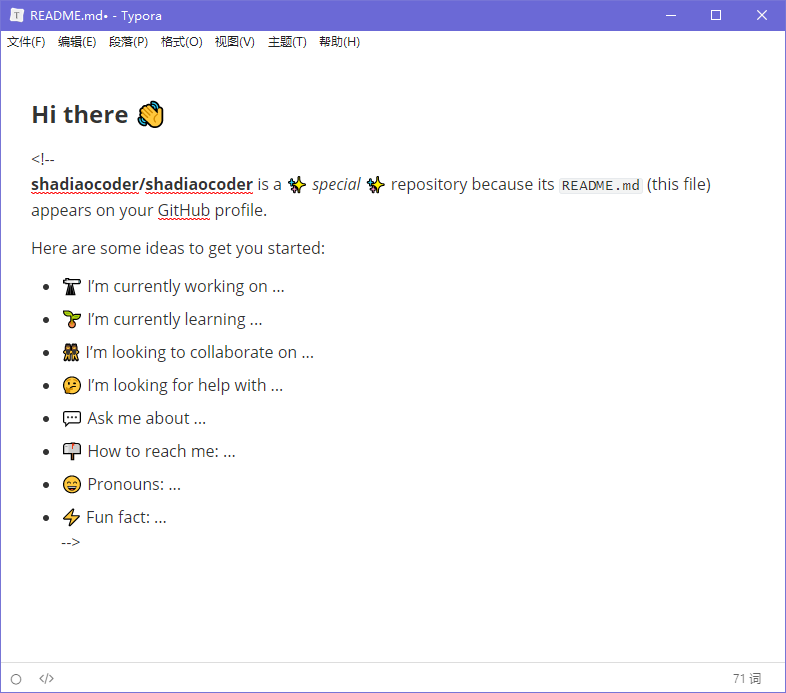 README.md• - Typora
文件(F) 编辑(E) 段落(P) 格式(O) 视图(V) 主题(T) 帮助(H)
Hi there 👋
<!--
shadiaocoder/shadiaocoder is a ✨ special ✨ repository because its README.md (this file)
appears on your GitHub profile.
Here are some ideas to get you started:
• 🔭 I’m currently working on ...
• 🌱 I’m currently learning ...
• 👯 I’m looking to collaborate on ...
• 🤔 I’m looking for help with ...
• 💬 Ask me about ...
• 📫 How to reach me: ...
• 😄 Pronouns: ...
• ⚡ Fun fact: ...
-->
</> 71 词